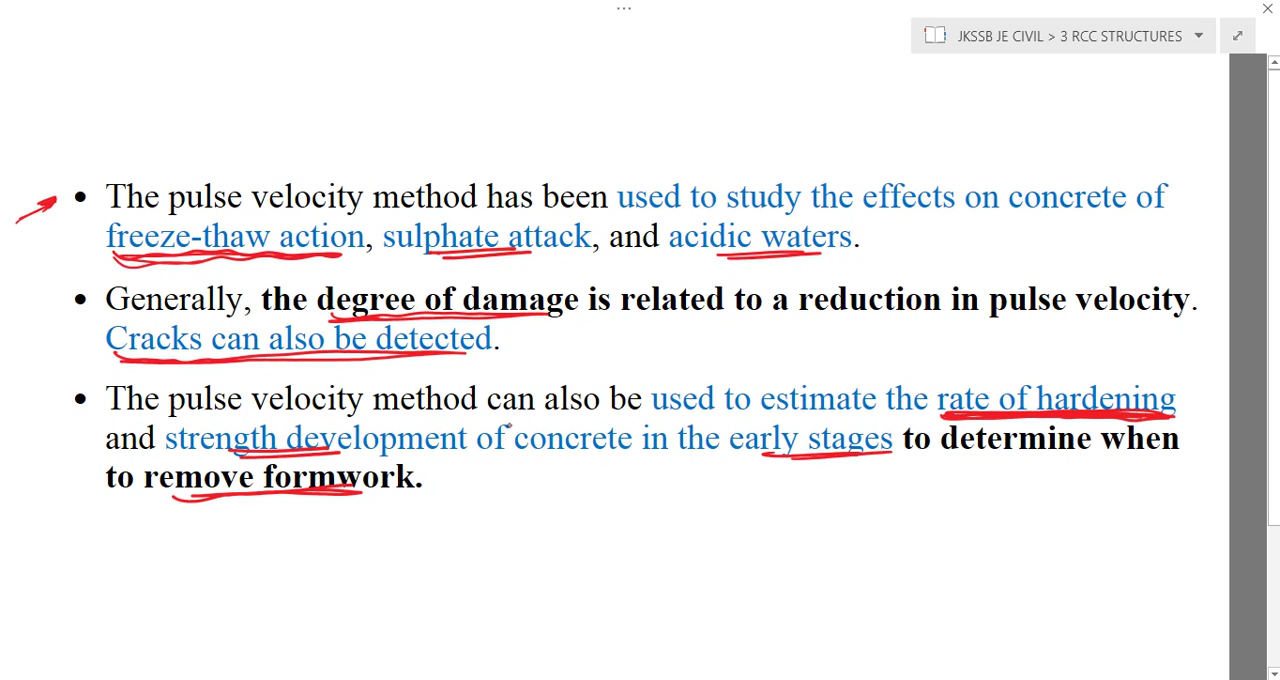 ...
JKSSB JE CIVIL > 3 RCC STRUCTURES
• The pulse velocity method has been used to study the effects on concrete of
freeze-thaw action, sulphate attack, and acidic waters.
• Generally, the degree of damage is related to a reduction in pulse velocity.
Cracks can also be detected.
• The pulse velocity method can also be used to estimate the rate of hardening
and strength development of concrete in the early stages to determine when
to remove formwork.